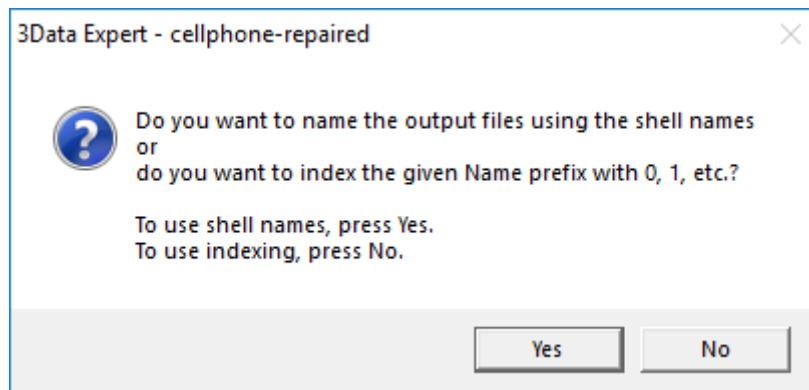 3Data Expert - cellphone-repaired
Do you want to name the output files using the shell names
or
do you want to index the given Name prefix with 0, 1, etc.?
To use shell names, press Yes.
To use indexing, press No.
Yes
No